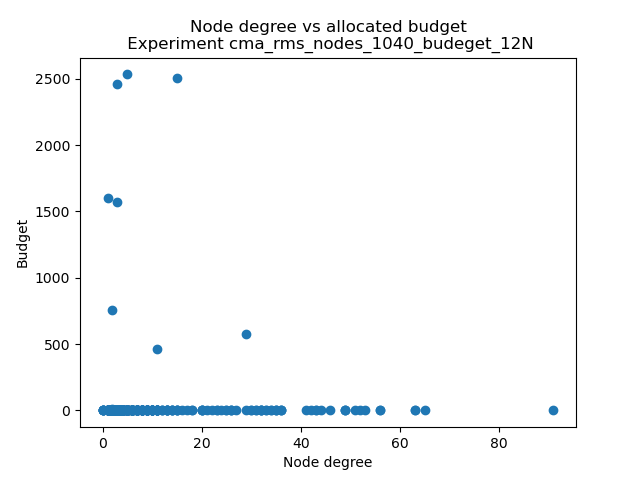 Node degree vs allocated budget
Experiment cma_rms_nodes_1040_budeget_12N
2500
2000
1500
1000
500
0
Budget
0 20 40 60 80
Node degree